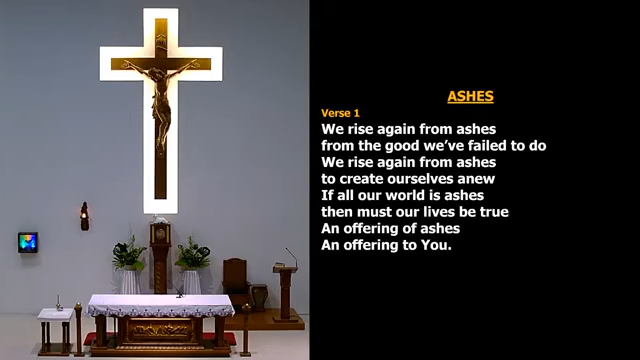 ASHES
Verse 1
We rise again from ashes
from the good we've failed to do
We rise again from ashes
to create ourselves anew
If all our world is ashes
then must our lives be true
An offering of ashes
An offering to You.